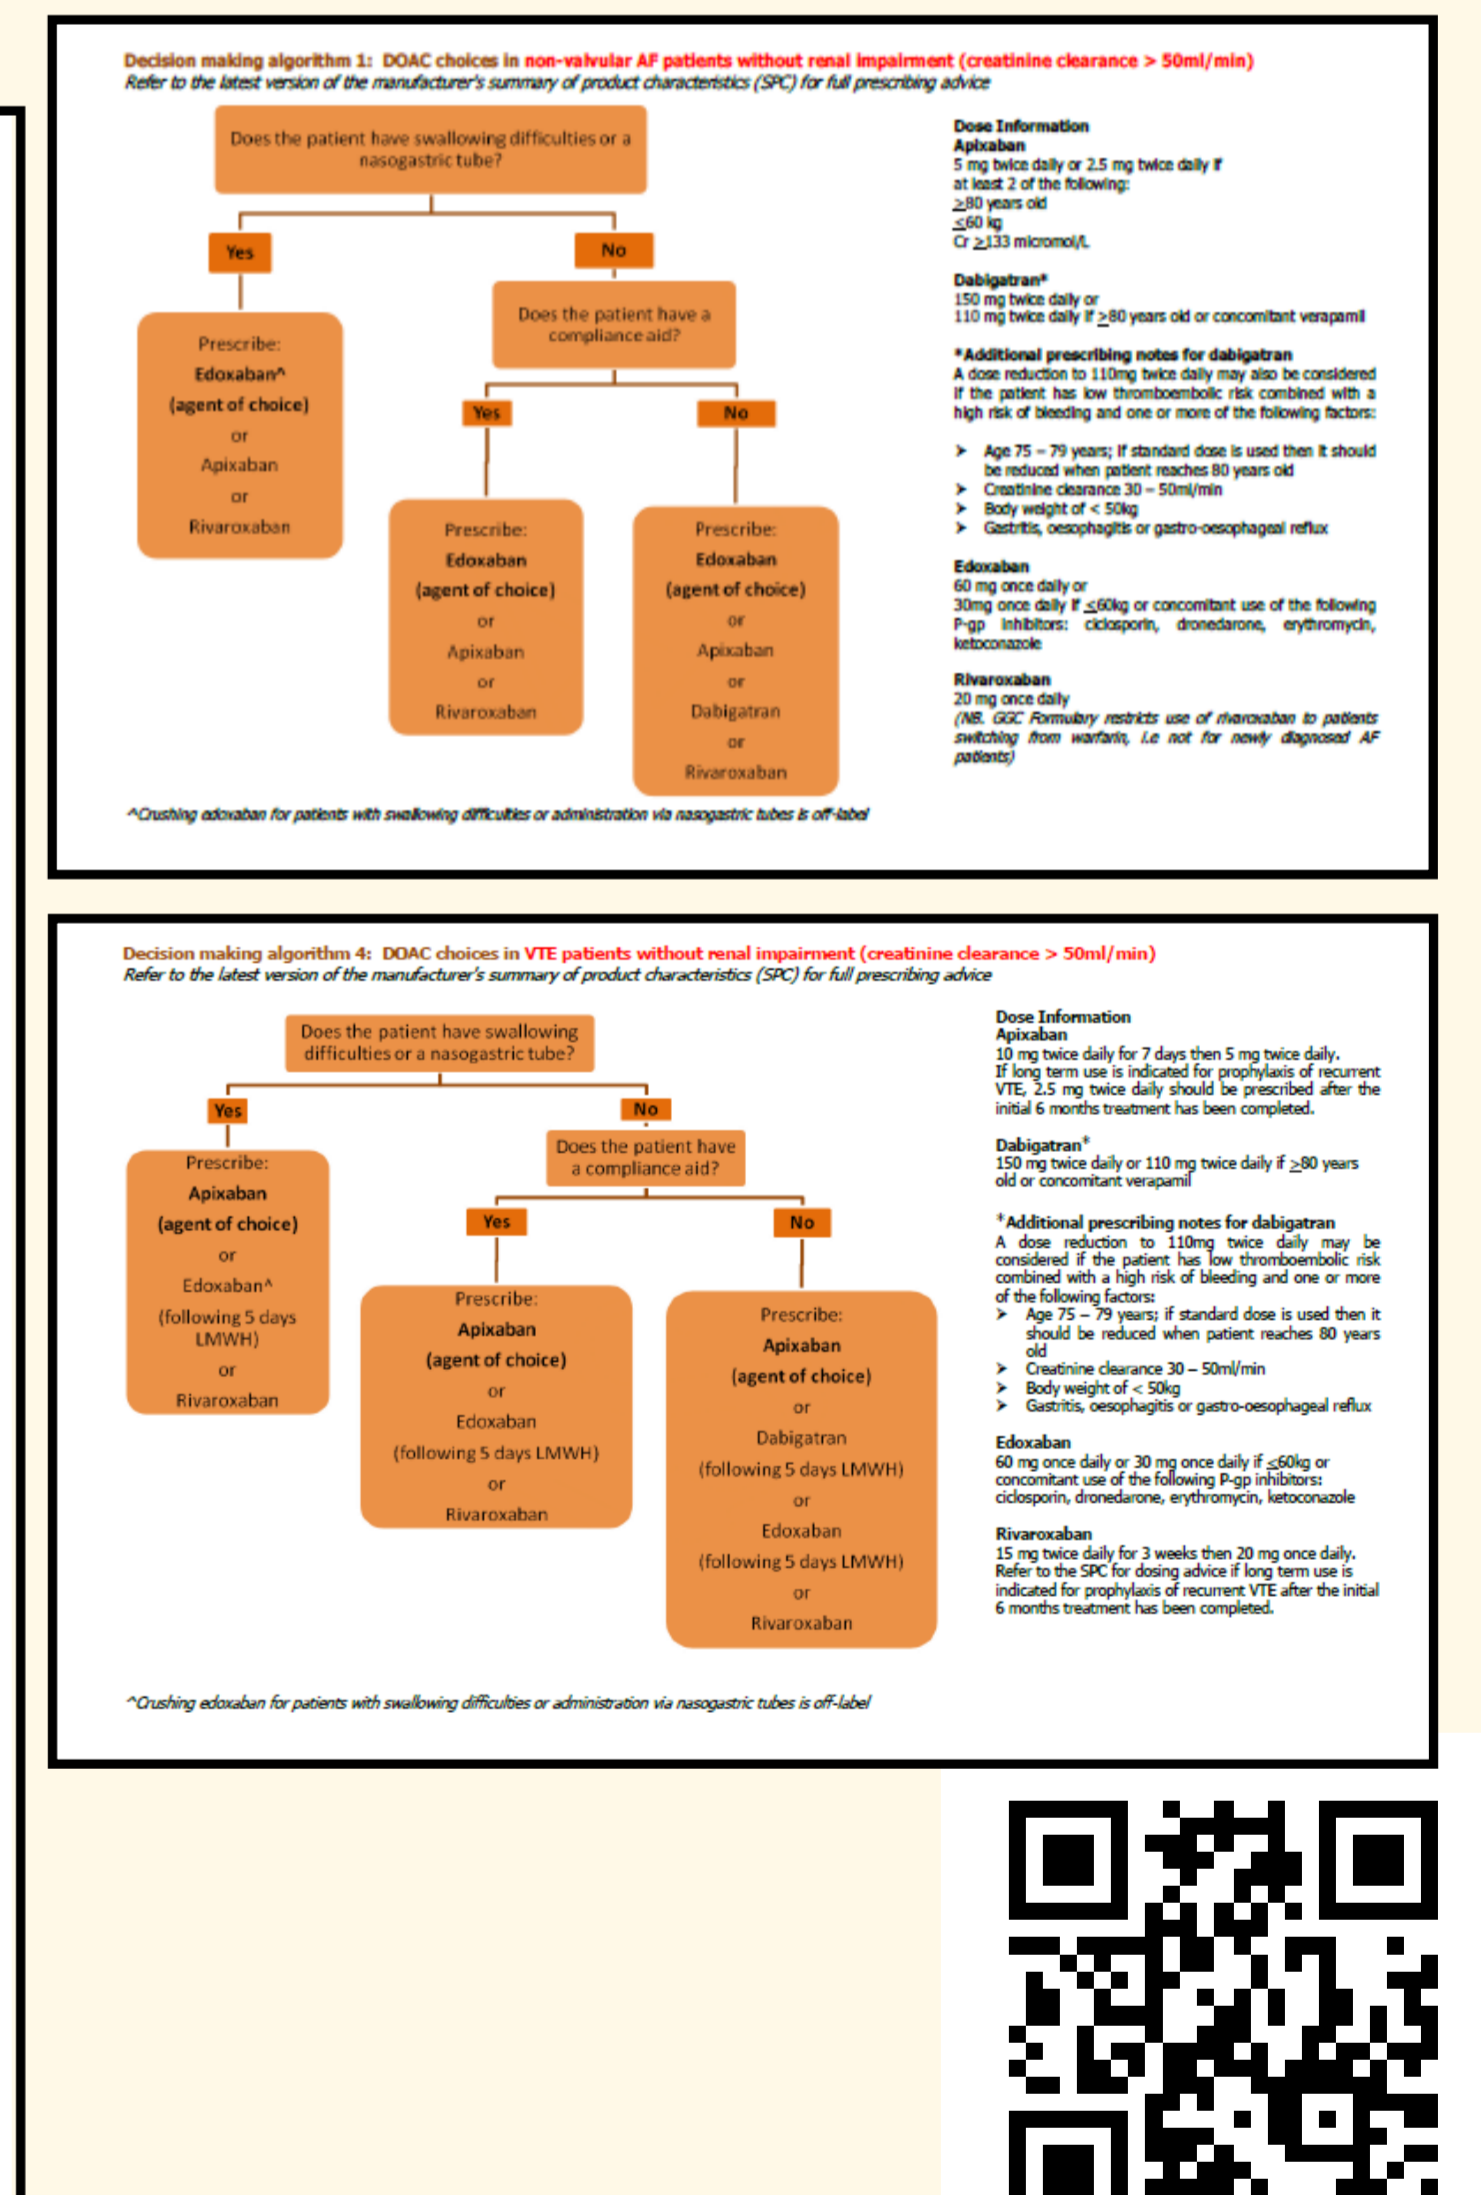 Decision making algorithm 1: DOAC choices in non-valvular AF patients without renal impairment (creatinine clearance > 50ml/min)
Refer to the latest version of the manufacturer's summary of product characteristics (SPC) for full prescribing advice
Does the patient have swallowing difficulties or a
nasogastric tube?
Yes
No
Prescribe:
Edoxaban^
(agent of choice)
or
Apixaban
or
Rivaroxaban
Does the patient have a
compliance aid?
Yes
No
Prescribe:
Edoxaban
(agent of choice)
or
Apixaban
or
Rivaroxaban
Prescribe:
Edoxaban
(agent of choice)
or
Apixaban
or
Dabigatran
or
Rivaroxaban
^Crushing edoxaban for patients with swallowing difficulties or administration via nasogastric tubes is off-label
Dose Information
Apixaban
5 mg twice daily or 2.5 mg twice daily if
at least 2 of the following:
≥80 years old
≤60 kg
Cr ≥133 micromol/L
Dabigatran*
150 mg twice daily or
110 mg twice daily if ≥80 years old or concomitant verapamil
*Additional prescribing notes for dabigatran
A dose reduction to 110mg twice daily may also be considered
if the patient has low thromboembolic risk combined with a
high risk of bleeding and one or more of the following factors:
➤ Age 75 – 79 years; if standard dose is used then it should
be reduced when patient reaches 80 years old
➤ Creatinine clearance 30 – 50ml/min
➤ Body weight of < 50kg
➤ Gastritis, oesophagitis or gastro-oesophageal reflux
Edoxaban
60 mg once daily or
30mg once daily if ≤60kg or concomitant use of the following
P-gp inhibitors: ciclosporin, dronedarone, erythromycin,
ketoconazole
Rivaroxaban
20 mg once daily
(NB. GGC Formulary restricts use of rivaroxaban to patients
switching from warfarin, i.e not for newly diagnosed AF
patients)
Decision making algorithm 4: DOAC choices in VTE patients without renal impairment (creatinine clearance > 50ml/min)
Refer to the latest version of the manufacturer's summary of product characteristics (SPC) for full prescribing advice
Does the patient have swallowing
difficulties or a nasogastric tube?
Yes
No
Prescribe:
Apixaban
(agent of choice)
or
Edoxaban^
(following 5 days
LMWH)
or
Rivaroxaban
Does the patient have
a compliance aid?
Yes
No
Prescribe:
Apixaban
(agent of choice)
or
Edoxaban
(following 5 days LMWH)
or
Rivaroxaban
Prescribe:
Apixaban
(agent of choice)
or
Dabigatran
(following 5 days LMWH)
or
Edoxaban
(following 5 days LMWH)
or
Rivaroxaban
^Crushing edoxaban for patients with swallowing difficulties or administration via nasogastric tubes is off-label
Dose Information
Apixaban
10 mg twice daily for 7 days then 5 mg twice daily.
If long term use is indicated for prophylaxis of recurrent
VTE, 2.5 mg twice daily should be prescribed after the
initial 6 months treatment has been completed.
Dabigatran*
150 mg twice daily or 110 mg twice daily if ≥80 years
old or concomitant verapamil
*Additional prescribing notes for dabigatran
A dose reduction to 110mg twice daily may be
considered if the patient has low thromboembolic risk
combined with a high risk of bleeding and one or more
of the following factors:
➤ Age 75 – 79 years; if standard dose is used then it
should be reduced when patient reaches 80 years
old
➤ Creatinine clearance 30 – 50ml/min
➤ Body weight of < 50kg
➤ Gastritis, oesophagitis or gastro-oesophageal reflux
Edoxaban
60 mg once daily or 30 mg once daily if ≤60kg or
concomitant use of the following P-gp inhibitors:
ciclosporin, dronedarone, erythromycin, ketoconazole
Rivaroxaban
15 mg twice daily for 3 weeks then 20 mg once daily.
Refer to the SPC for dosing advice if long term use is
indicated for prophylaxis of recurrent VTE after the initial
6 months treatment has been completed.